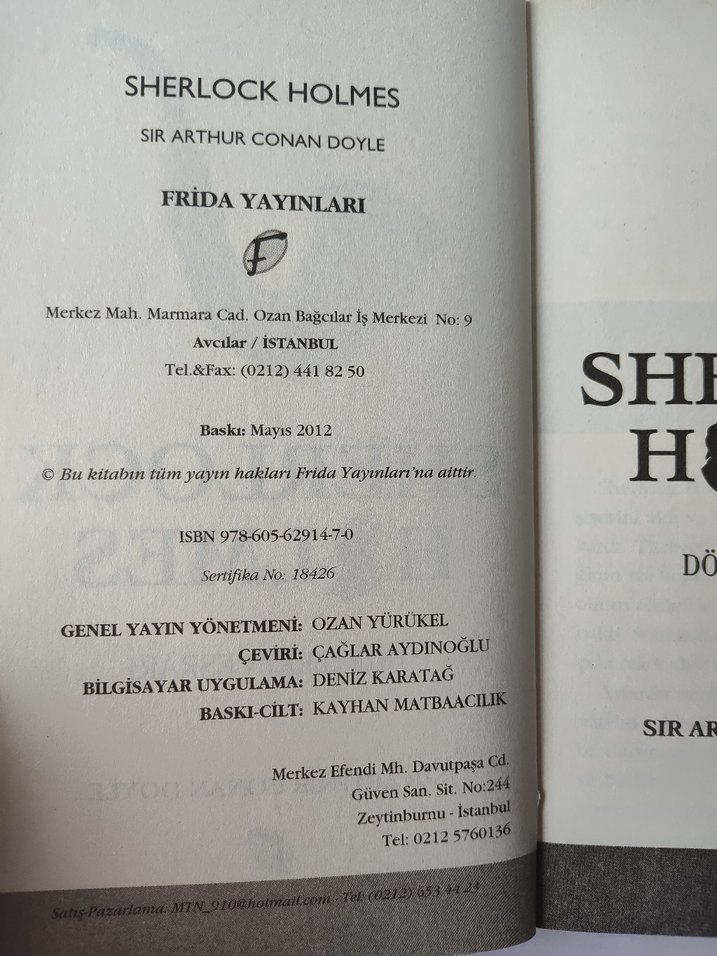 SHERLOCK HOLMES
SIR ARTHUR CONAN DOYLE
FRİDA YAYINLARI
F
Merkez Mah. Marmara Cad. Ozan Bağcılar İş Merkezi No: 9
Avcılar / İSTANBUL
Tel.&Fax: (0212) 441 82 50
Baskı: Mayıs 2012
© Bu kitabın tüm yayın hakları Frida Yayınları'na aittir.
ISBN 978-605-62914-7-0
Sertifika No: 18426
GENEL YAYIN YÖNETMENİ: OZAN YÜRÜKEL
ÇEVİRİ: ÇAĞLAR AYDINOĞLU
BİLGİSAYAR UYGULAMA: DENİZ KARATAĞ
BASKI-CİLT: KAYHAN MATBAACILIK
Merkez Efendi Mh. Davutpaşa Cd.
Güven San. Sit. No:244
Zeytinburnu - İstanbul
Tel: 0212 5760136
Satış-Pazarlama: MTN_910@hotmail.com - Tel: (0212) 653 44 23
SHE
H
DÖ
SIR AR